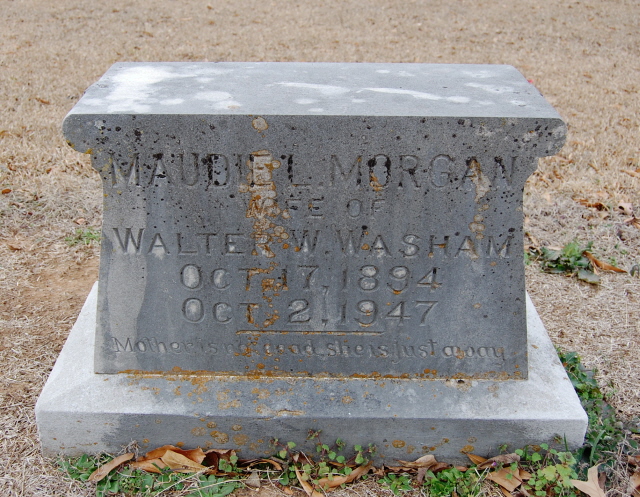 MAUDIE L. MORGAN
WIFE OF
WALTER W. WASHAM
OCT. 17, 1894
OCT. 2, 1947
Mother is not dead, She is just away.